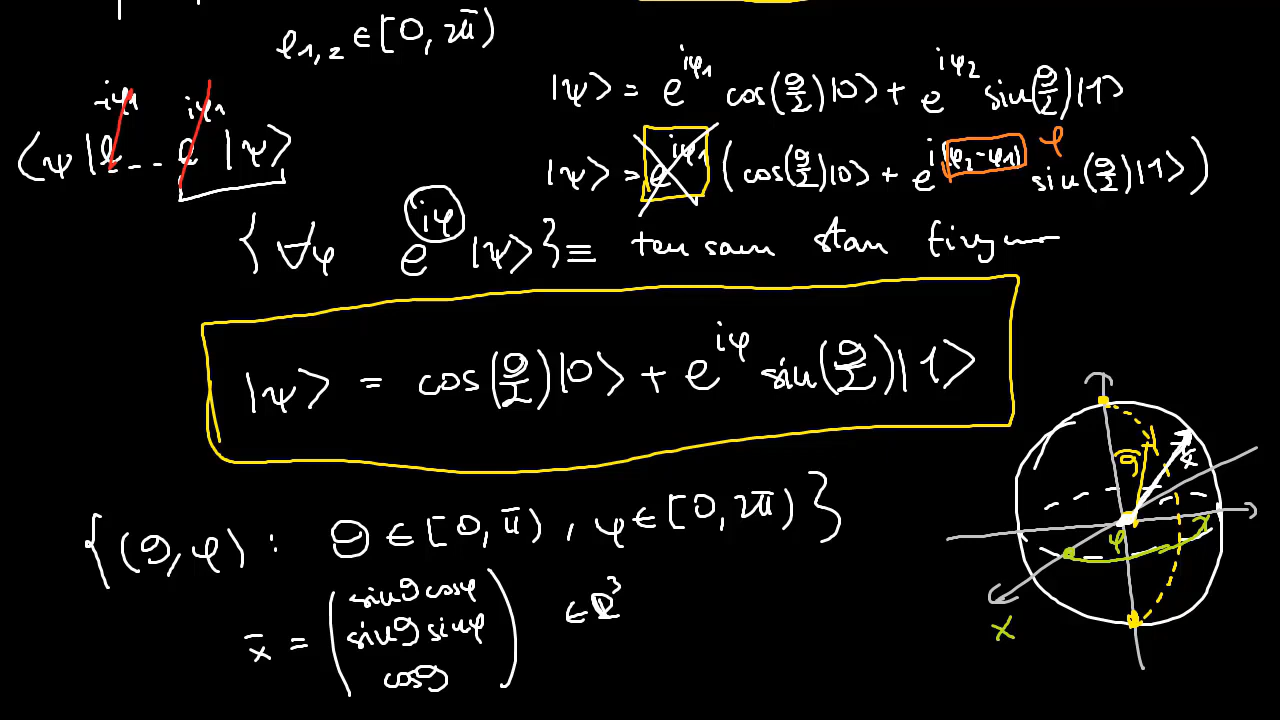 φ1,2 ∈ [0, 2π)
⟨ψ| e^{-iφ1} -- e^{iφ1} |ψ⟩
|ψ⟩ = e^{iφ1} cos(ϑ/2)|0⟩ + e^{iφ2} sin(ϑ/2)|1⟩
|ψ⟩ = e^{iφ1} (cos(ϑ/2)|0⟩ + e^{i(φ2-φ1)} sin(ϑ/2)|1⟩)
φ
{∀φ e^{iφ} |ψ⟩} ≡ ten sam stan
|ψ⟩ = cos(ϑ/2)|0⟩ + e^{iφ} sin(ϑ/2)|1⟩
{(ϑ,φ): ϑ ∈ [0, π), φ ∈ [0, 2π)}
x̄ = (sinϑ cosφ
sinϑ sinφ
cosϑ) ∈ ℝ^3
ϑ
x̄
φ
x